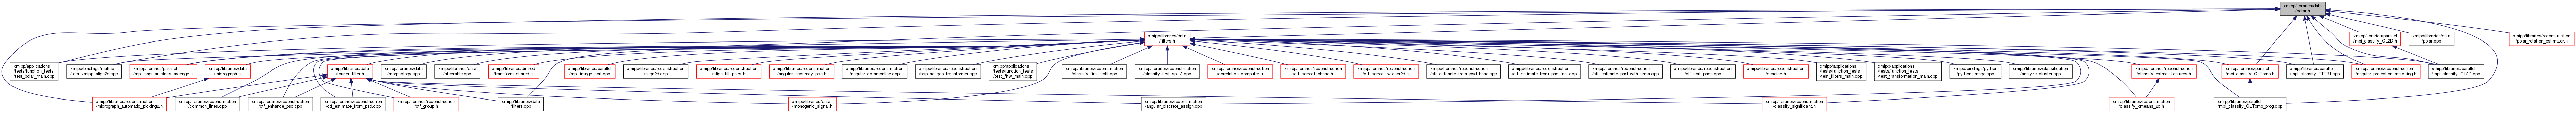 xmipp/libraries/data
/polar.h
xmipp/libraries/data
/filters.h
xmipp/libraries/parallel
/mpi_classify_CL2D.h
xmipp/libraries/data
/polar.cpp
xmipp/libraries/reconstruction
/polar_rotation_estimator.h
xmipp/applications
/tests/function_tests
/test_polar_main.cpp
xmipp/bindings/matlab
/tom_xmipp_align2d.cpp
xmipp/libraries/parallel
/mpi_angular_class_average.h
xmipp/libraries/data
/micrograph.h
xmipp/libraries/data
/fourier_filter.h
xmipp/libraries/data
/morphology.cpp
xmipp/libraries/data
/steerable.cpp
xmipp/libraries/dimred
/transform_dimred.h
xmipp/libraries/parallel
/mpi_image_sort.cpp
xmipp/libraries/reconstruction
/align2d.cpp
xmipp/libraries/reconstruction
/align_tilt_pairs.h
xmipp/libraries/reconstruction
/angular_accuracy_pca.h
xmipp/libraries/reconstruction
/angular_commonline.cpp
xmipp/libraries/reconstruction
/bspline_geo_transformer.cpp
xmipp/applications
/tests/function_tests
/test_fftw_main.cpp
xmipp/libraries/reconstruction
/classify_first_split.cpp
xmipp/libraries/reconstruction
/classify_first_split3.cpp
xmipp/libraries/reconstruction
/correlation_computer.h
xmipp/libraries/reconstruction
/ctf_correct_phase.h
xmipp/libraries/reconstruction
/ctf_correct_wiener2d.h
xmipp/libraries/reconstruction
/ctf_estimate_from_psd_base.cpp
xmipp/libraries/reconstruction
/ctf_estimate_from_psd_fast.cpp
xmipp/libraries/reconstruction
/ctf_estimate_psd_with_arma.cpp
xmipp/libraries/reconstruction
/ctf_sort_psds.cpp
xmipp/libraries/reconstruction
/denoise.h
xmipp/applications
/tests/function_tests
/test_filters_main.cpp
xmipp/applications
/tests/function_tests
/test_transformation_main.cpp
xmipp/bindings/python
/python_image.cpp
xmipp/libraries/classification
/analyze_cluster.cpp
xmipp/libraries/reconstruction
/classify_extract_features.h
xmipp/libraries/parallel
/mpi_classify_CLTomo.h
xmipp/libraries/parallel
/mpi_classify_FTTRI.cpp
xmipp/libraries/reconstruction
/angular_projection_matching.h
xmipp/libraries/parallel
/mpi_classify_CL2D.cpp
xmipp/libraries/reconstruction
/micrograph_automatic_picking2.h
xmipp/libraries/reconstruction
/common_lines.cpp
xmipp/libraries/reconstruction
/ctf_enhance_psd.cpp
xmipp/libraries/reconstruction
/ctf_estimate_from_psd.cpp
xmipp/libraries/reconstruction
/ctf_group.h
xmipp/libraries/data
/filters.cpp
xmipp/libraries/data
/monogenic_signal.h
xmipp/libraries/reconstruction
/angular_discrete_assign.cpp
xmipp/libraries/reconstruction
/classify_significant.h
xmipp/libraries/reconstruction
/classify_kmeans_2d.h
xmipp/libraries/parallel
/mpi_classify_CLTomo_prog.cpp